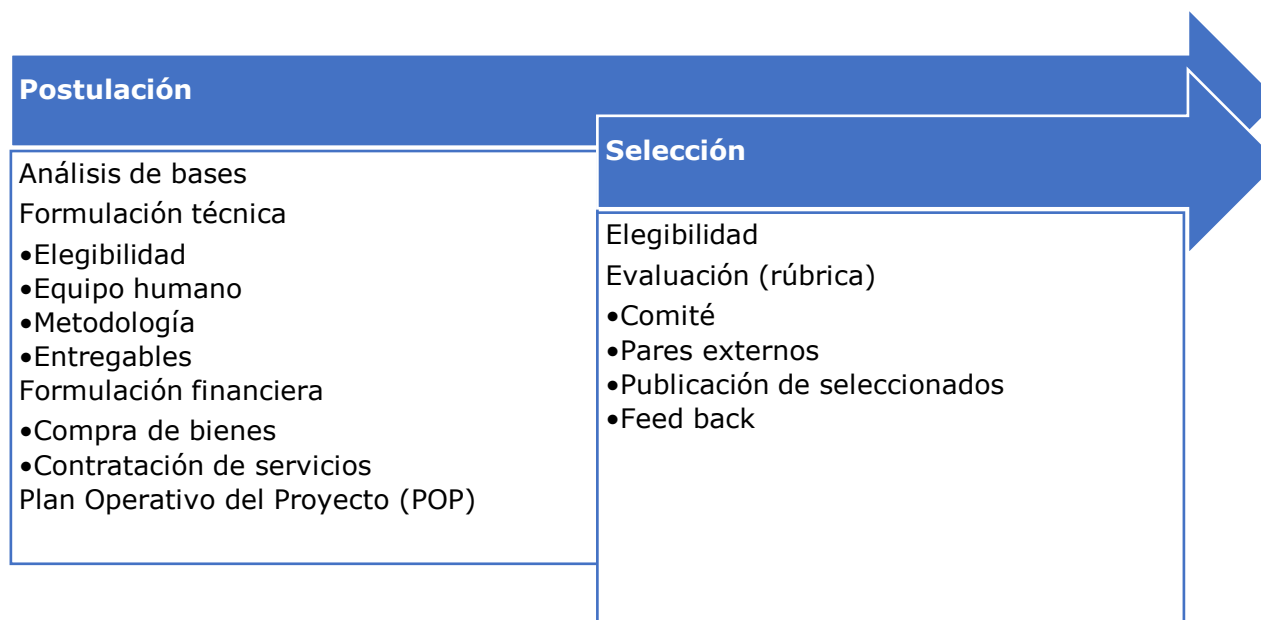 Postulación
Análisis de bases
Formulación técnica
•Elegibilidad
•Equipo humano
•Metodología
•Entregables
Formulación financiera
•Compra de bienes
•Contratación de servicios
Plan Operativo del Proyecto (POP)
Selección
Elegibilidad
Evaluación (rúbrica)
•Comité
•Pares externos
•Publicación de seleccionados
•Feed back